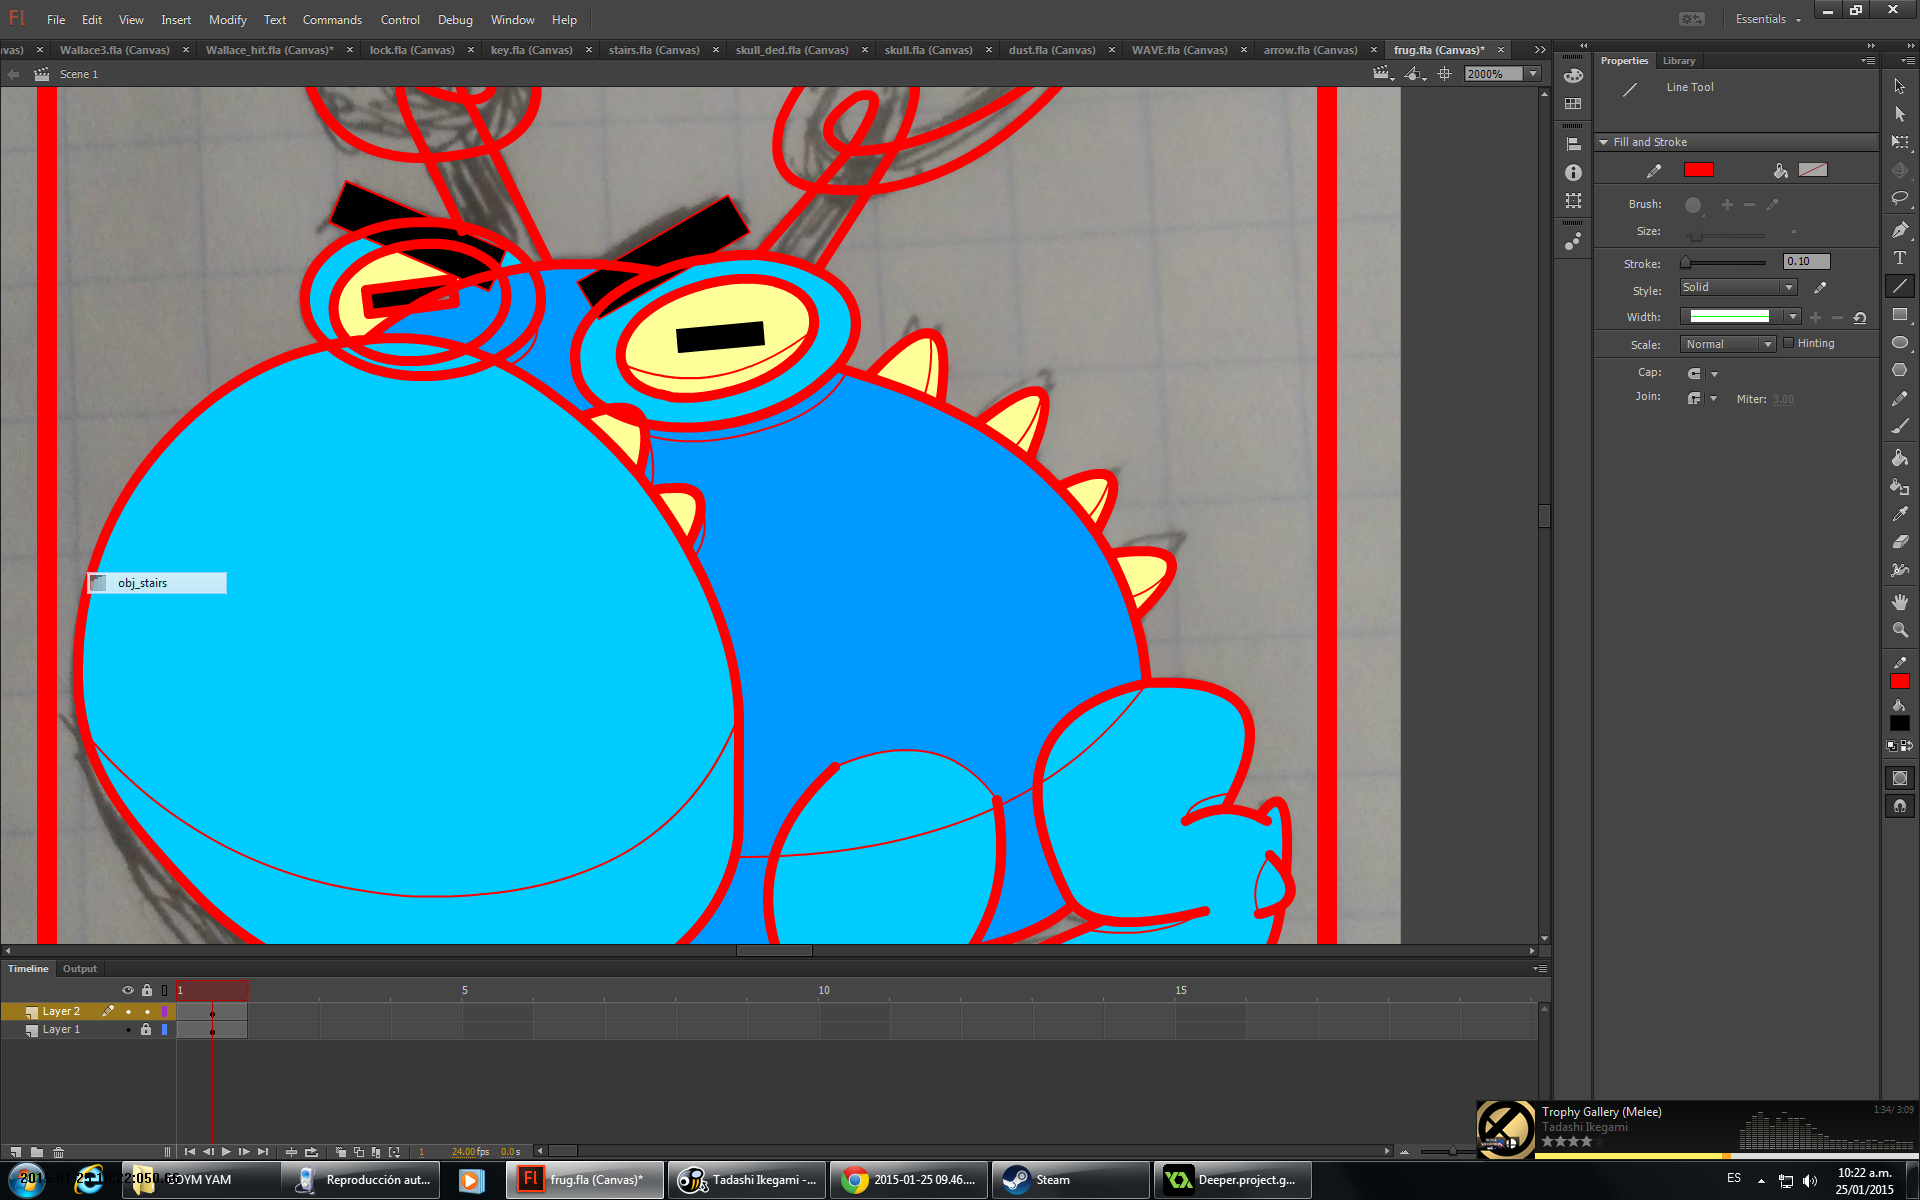 Fl File Edit View Insert Modify Text Commands Control Debug Window Help Essentials
vas) × Wallace3.fla (Canvas) × Wallace_hit.fla (Canvas)* × lock.fla (Canvas) × key.fla (Canvas) × stairs.fla (Canvas) × skull_ded.fla (Canvas) × skull.fla (Canvas) × dust.fla (Canvas) × WAVE.fla (Canvas) × arrow.fla (Canvas) × frug.fla (Canvas)* ×
Scene 1 2000%
Properties Library
Line Tool
Fill and Stroke
Brush:
Size:
Stroke: 0.10
Style: Solid
Width:
Scale: Normal Hinting
Cap:
Join: Miter: 3.00
obj_stairs
Timeline Output
1 5 10 15
Layer 2
Layer 1
1 24.00 fps 0.0 s
Trophy Gallery (Melee) 1:34/ 3:09
Tadashi Ikegami
2015-01-25 10:22:050.66
OYM YAM
Reproducción aut...
Fl frug.fla (Canvas)*
Tadashi Ikegami -...
2015-01-25 09.46....
Steam
Deeper.project.g...
ES
10:22 a.m.
25/01/2015